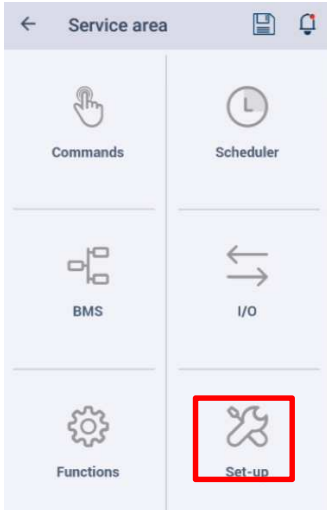 Service area
Commands
Scheduler
BMS
I/O
Functions
Set-up